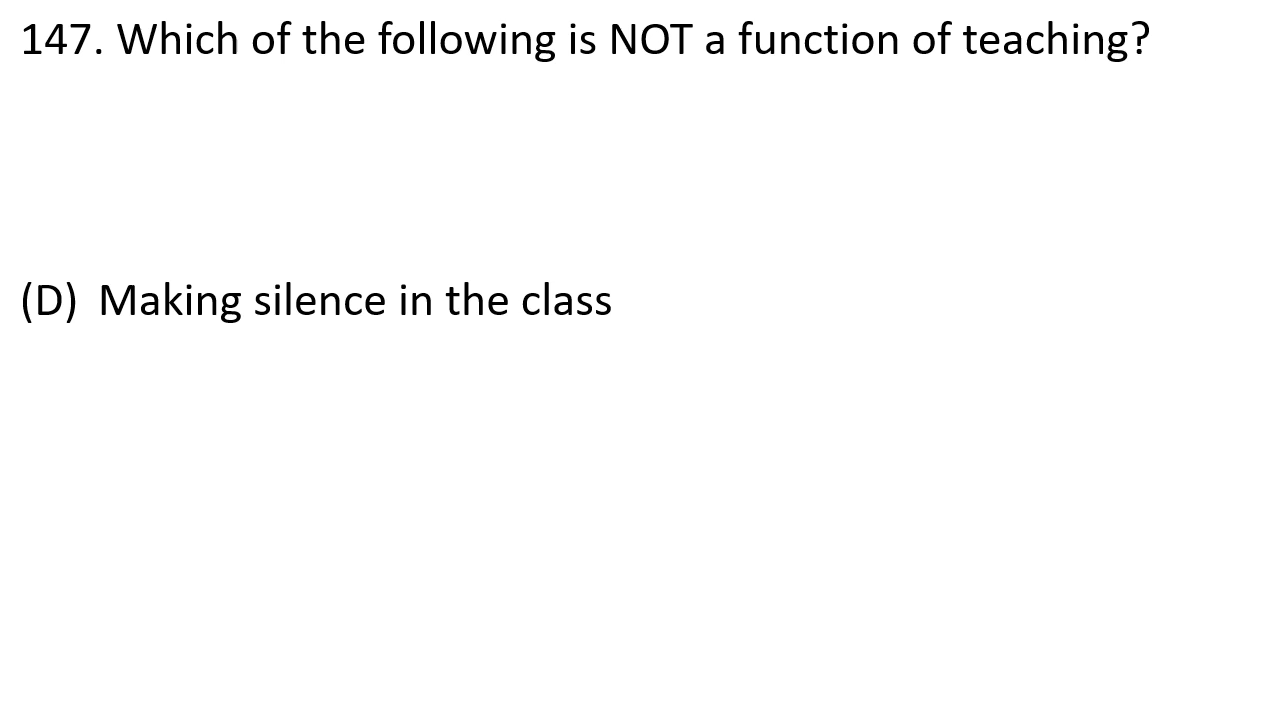 147. Which of the following is NOT a function of teaching?
(D) Making silence in the class